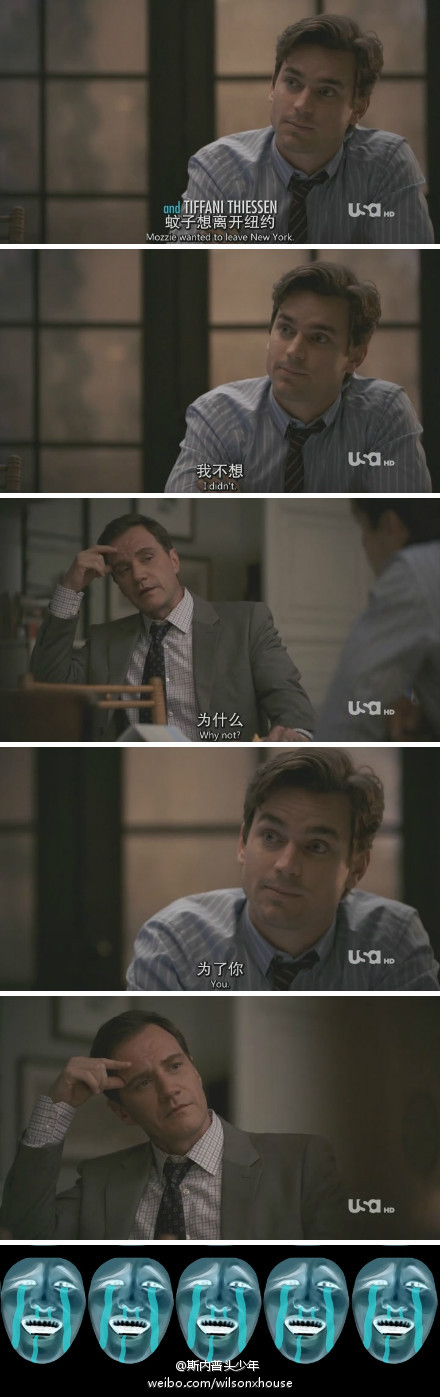 and TIFFANI THIESSEN
蚊子想离开纽约
Mozzie wanted to leave New York.
usa HD
我不想
I didn't.
usa HD
为什么
Why not?
usa HD
为了你
You.
usa HD
usa HD
@斯内普头少年
weibo.com/wilsonxhouse